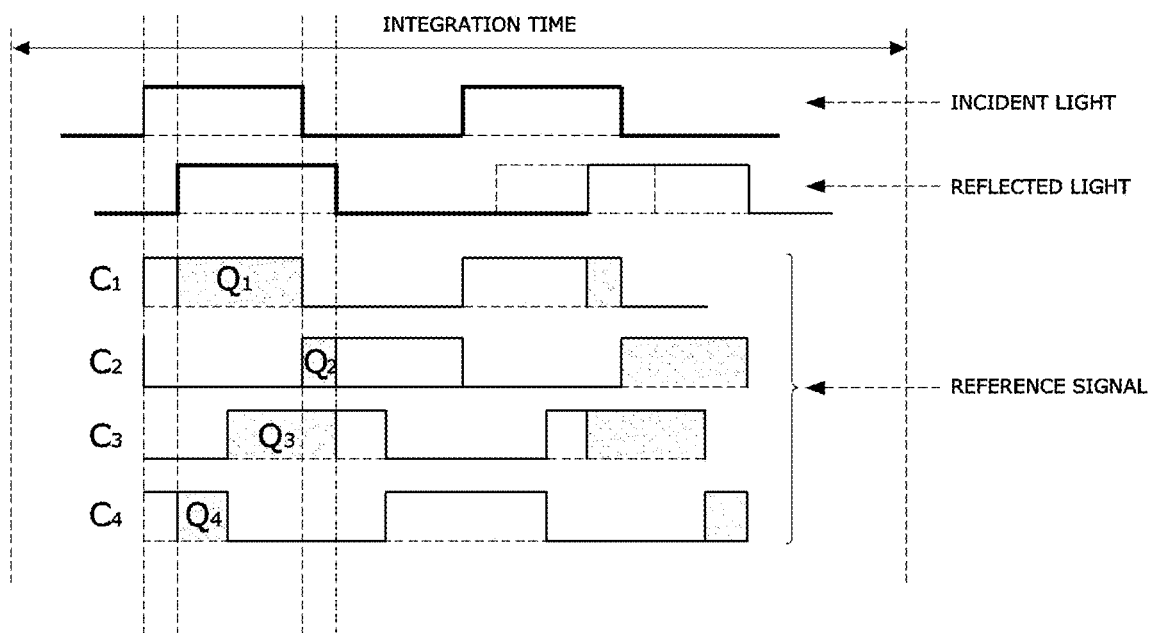 INTEGRATION TIME
INCIDENT LIGHT
REFLECTED LIGHT
C1 Q1
C2 Q2
REFERENCE SIGNAL
C3 Q3
C4 Q4